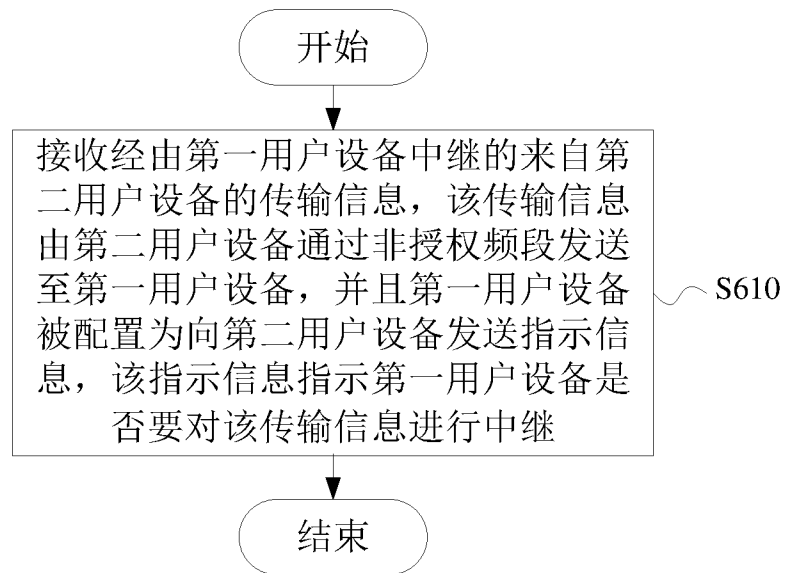 开始
接收经由第一用户设备中继的来自第
二用户设备的传输信息，该传输信息
由第二用户设备通过非授权频段发送
至第一用户设备，并且第一用户设备
被配置为向第二用户设备发送指示信
息，该指示信息指示第一用户设备是
否要对该传输信息进行中继
S610
结束